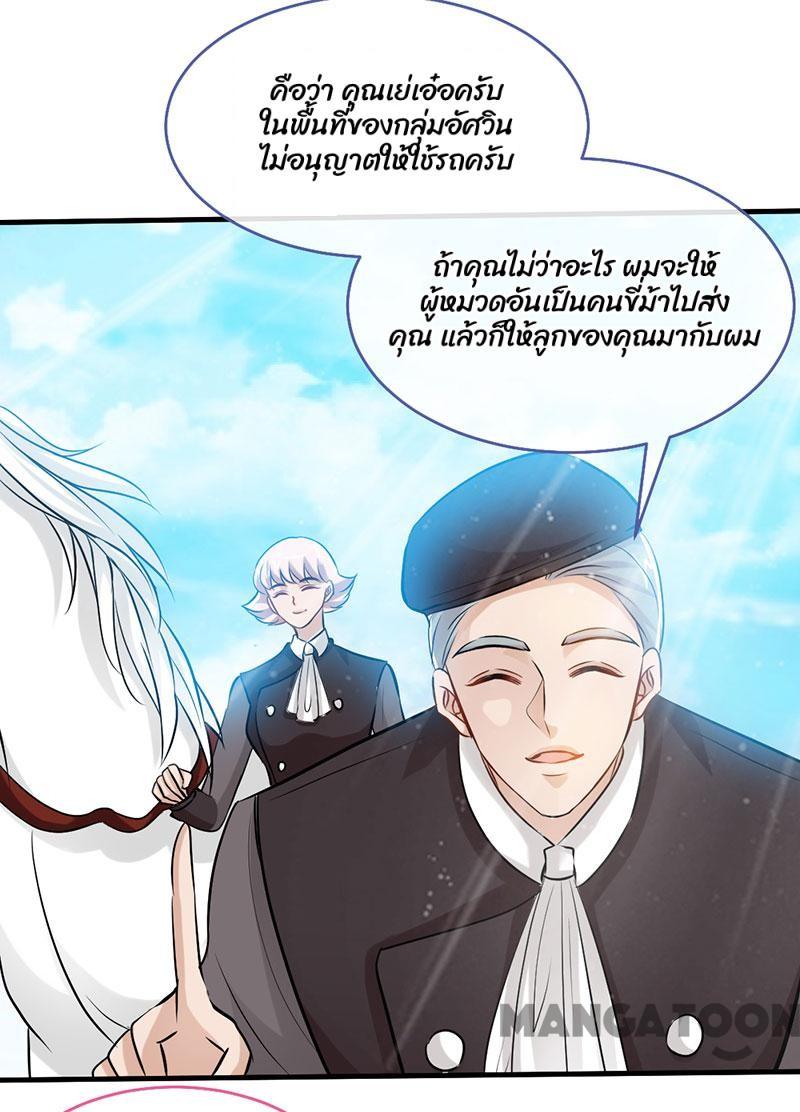 คือว่า คุณเย่เอ๋อครับ
ในพื้นที่ของกลุ่มอัศวิน
ไม่อนุญาตให้ใช้รถครับ
ถ้าคุณไม่ว่าอะไร ผมจะให้
ผู้หมวดอันเป็นคนขี่ม้าไปส่ง
คุณ แล้วก็ให้ลูกของคุณมากับผม
MANGATOON